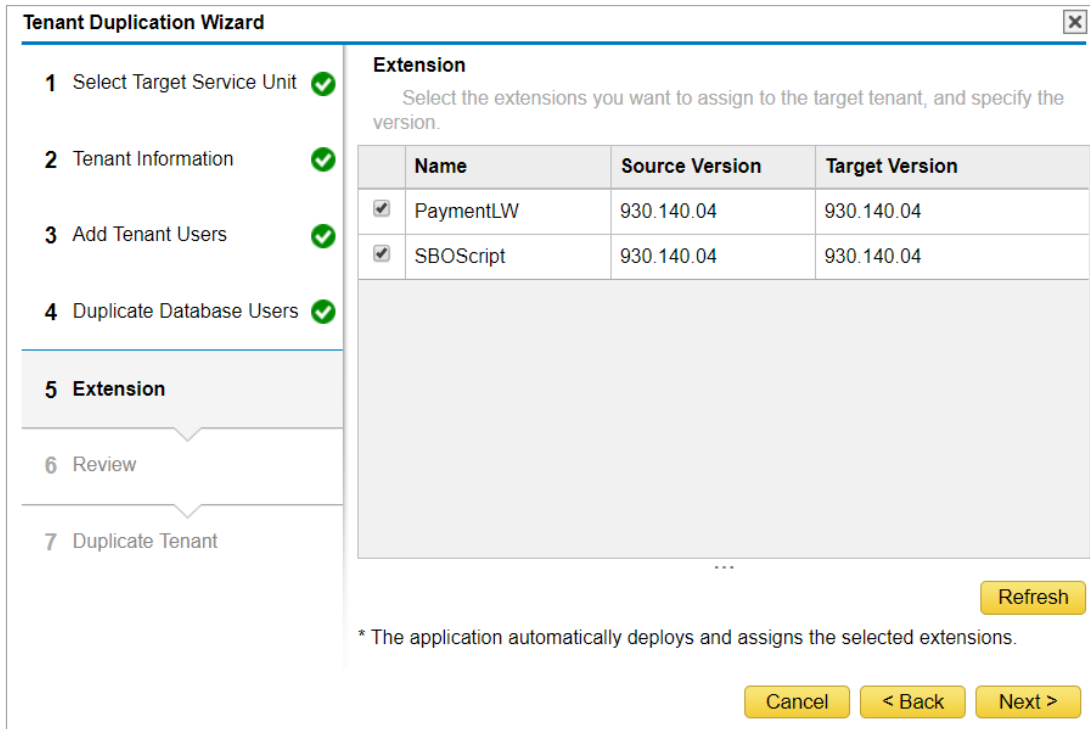 Tenant Duplication Wizard
1 Select Target Service Unit
2 Tenant Information
3 Add Tenant Users
4 Duplicate Database Users
5 Extension
6 Review
7 Duplicate Tenant
Extension
Select the extensions you want to assign to the target tenant, and specify the
version.
Name Source Version Target Version
PaymentLW 930.140.04 930.140.04
SBOScript 930.140.04 930.140.04
...
Refresh
* The application automatically deploys and assigns the selected extensions.
Cancel < Back Next >